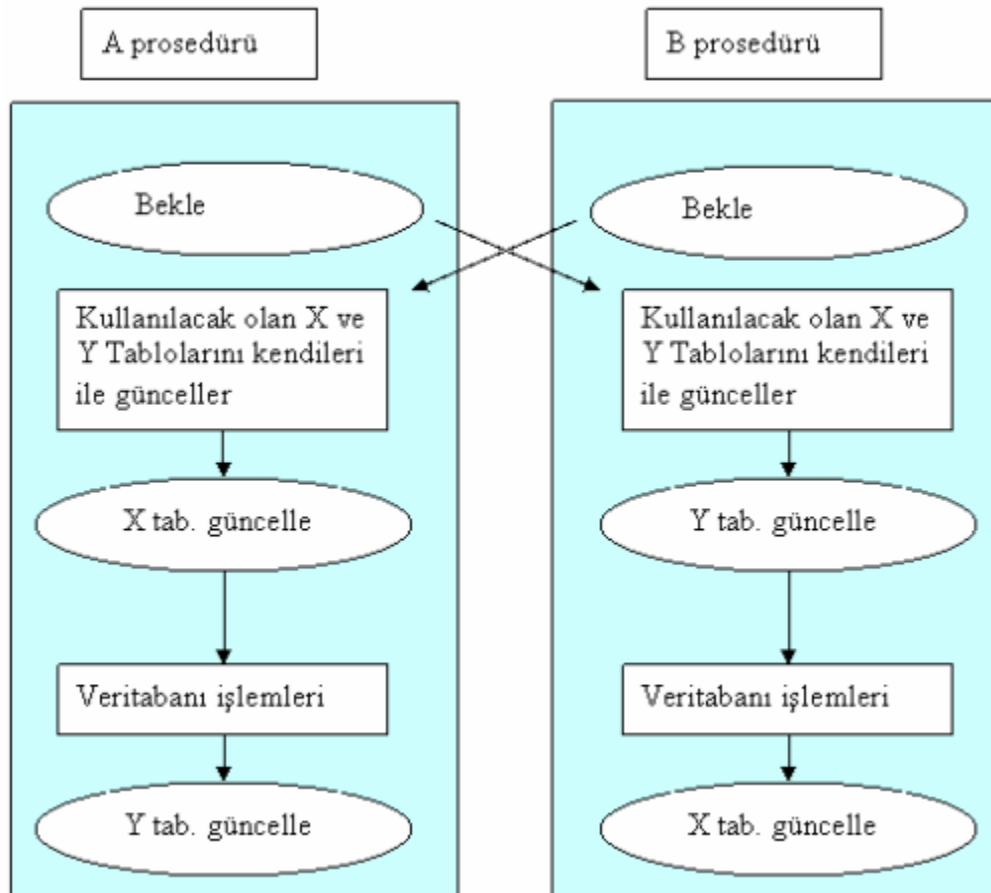 A prosedürü
B prosedürü
Bekle
Bekle
Kullanılacak olan X ve
Y Tablolarını kendileri
ile günceller
Kullanılacak olan X ve
Y Tablolarını kendileri
ile günceller
X tab. güncelle
Y tab. güncelle
Veritabanı işlemleri
Veritabanı işlemleri
Y tab. güncelle
X tab. güncelle